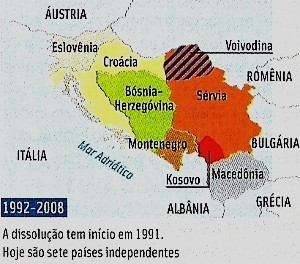 ÁUSTRIA
Eslovênia
Croácia
Voivodina
ROMÊNIA
Bósnia-
Herzegóvina
Sérvia
ITÁLIA
Mar Adriático
Montenegro
BULGÁRIA
Kosovo
Macedônia
1992-2008
ALBÂNIA
GRÉCIA
A dissolução tem início em 1991.
Hoje são sete países independentes